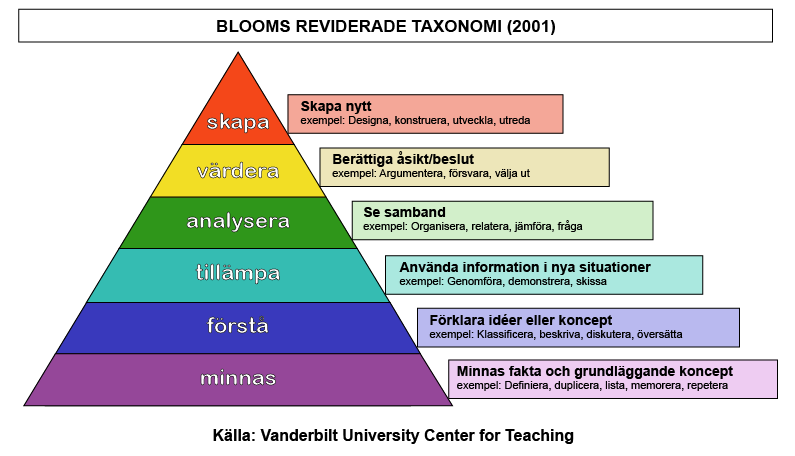 BLOOMS REVIDERADE TAXONOMI (2001)
skapa
Skapa nytt
exempel: Designa, konstruera, utveckla, utreda
värdera
Berättiga åsikt/beslut
exempel: Argumentera, försvara, välja ut
analysera
Se samband
exempel: Organisera, relatera, jämföra, fråga
tillämpa
Använda information i nya situationer
exempel: Genomföra, demonstrera, skissa
förstå
Förklara idéer eller koncept
exempel: Klassificera, beskriva, diskutera, översätta
minnas
Minnas fakta och grundläggande koncept
exempel: Definiera, duplicera, lista, memorera, repetera
Källa: Vanderbilt University Center for Teaching